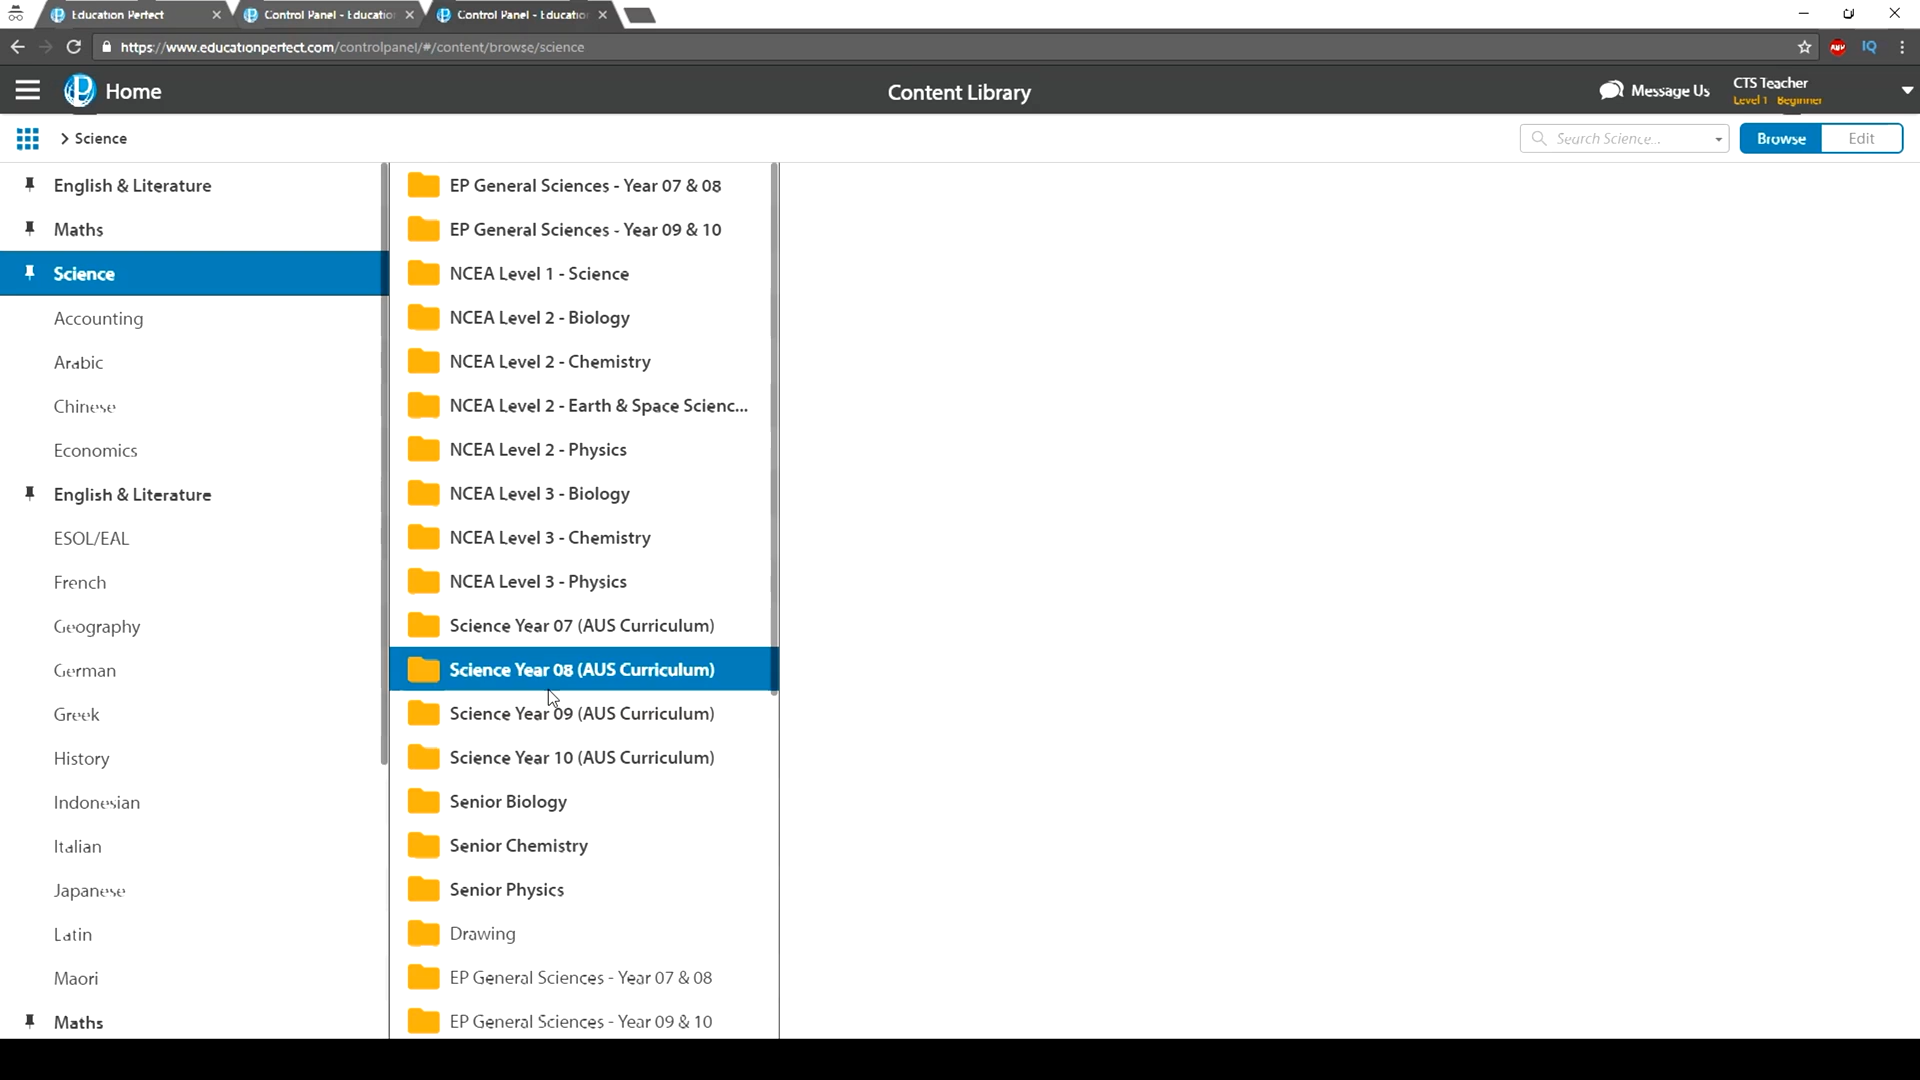 Education Perfect
Control Panel - Educatio
Control Panel - Educatio
https://www.educationperfect.com/controlpanel/#/content/browse/science
ABP
IQ
Home
Content Library
Message Us
CTS Teacher
Level 1 Beginner
Science
Search Science...
Browse
Edit
English & Literature
Maths
Science
Accounting
Arabic
Chinese
Economics
English & Literature
ESOL/EAL
French
Geography
German
Greek
History
Indonesian
Italian
Japanese
Latin
Maori
Maths
EP General Sciences - Year 07 & 08
EP General Sciences - Year 09 & 10
NCEA Level 1 - Science
NCEA Level 2 - Biology
NCEA Level 2 - Chemistry
NCEA Level 2 - Earth & Space Scienc...
NCEA Level 2 - Physics
NCEA Level 3 - Biology
NCEA Level 3 - Chemistry
NCEA Level 3 - Physics
Science Year 07 (AUS Curriculum)
Science Year 08 (AUS Curriculum)
Science Year 09 (AUS Curriculum)
Science Year 10 (AUS Curriculum)
Senior Biology
Senior Chemistry
Senior Physics
Drawing
EP General Sciences - Year 07 & 08
EP General Sciences - Year 09 & 10